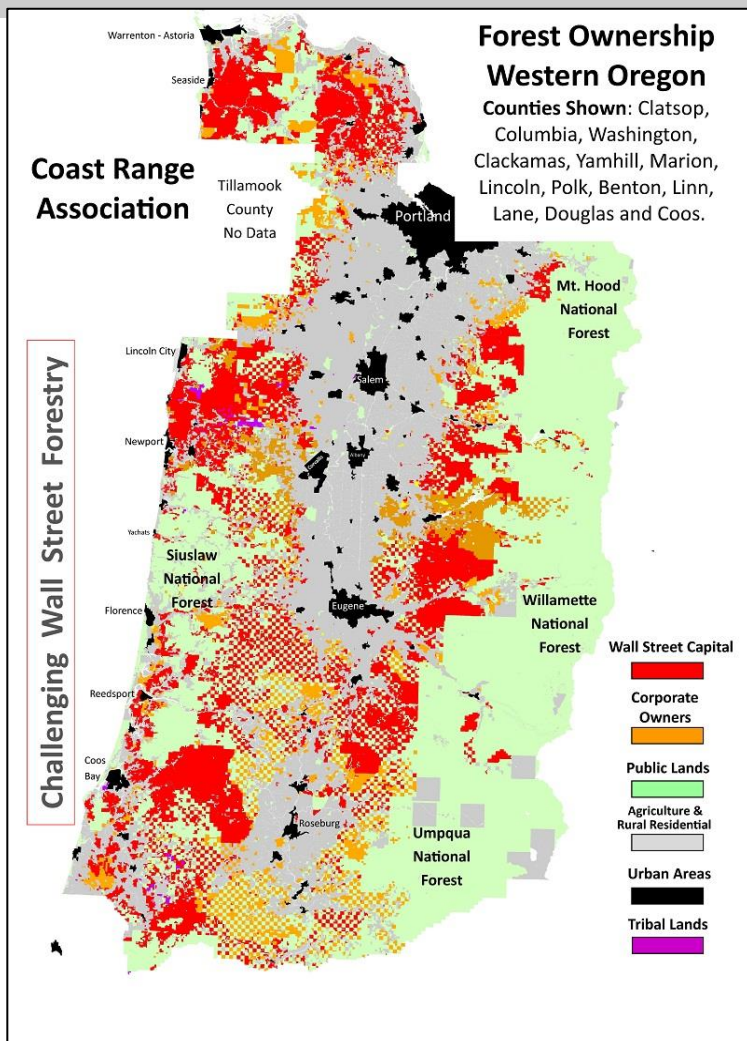 Forest Ownership
Western Oregon
Counties Shown: Clatsop,
Columbia, Washington,
Clackamas, Yamhill, Marion,
Lincoln, Polk, Benton, Linn,
Lane, Douglas and Coos.
Warrenton - Astoria
Seaside
Coast Range
Association
Tillamook
County
No Data
Portland
Mt. Hood
National
Forest
Challenging Wall Street Forestry
Lincoln City
Salem
Newport
Corvallis
Albany
Yachats
Siuslaw
National
Forest
Florence
Eugene
Willamette
National
Forest
Reedsport
Coos
Bay
Roseburg
Umpqua
National
Forest
Wall Street Capital
Corporate
Owners
Public Lands
Agriculture &
Rural Residential
Urban Areas
Tribal Lands